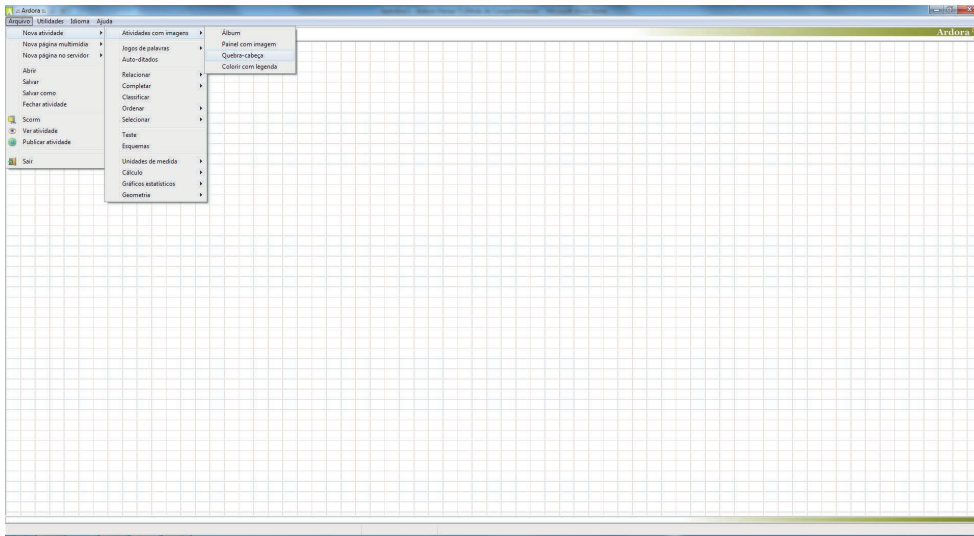 .:: Ardora ::.
Arquivo Utilidades Idioma Ajuda
Ardora
Nova atividade
Nova página multimídia
Nova página no servidor
Abrir
Salvar
Salvar como
Fechar atividade
Scorm
Ver atividade
Publicar atividade
Sair
Atividades com imagens
Jogos de palavras
Auto-ditados
Relacionar
Completar
Classificar
Ordenar
Selecionar
Teste
Esquemas
Unidades de medida
Cálculo
Gráficos estatísticos
Geometria
Álbum
Painel com imagem
Quebra-cabeça
Colorir com legenda